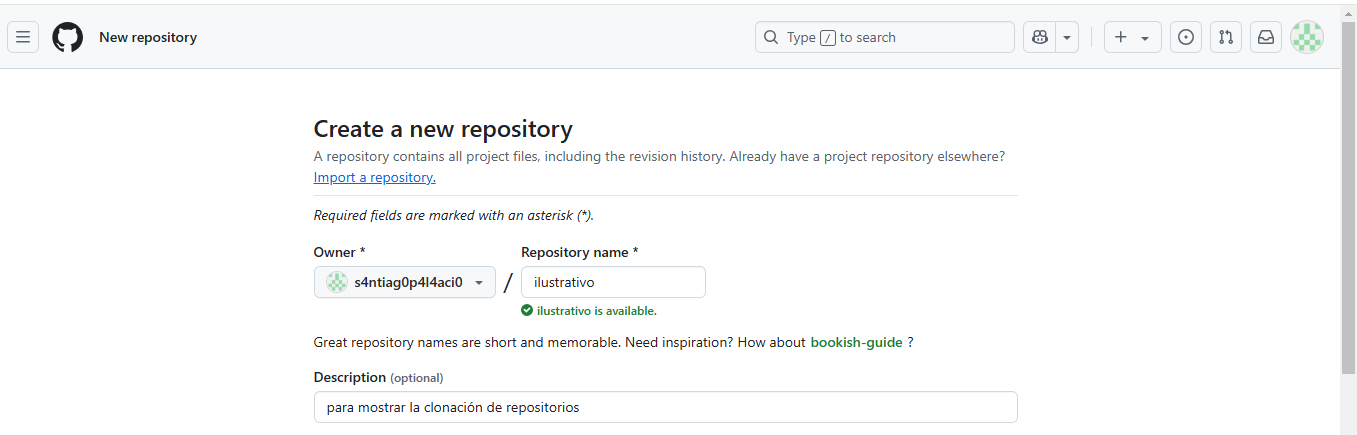 New repository
Type / to search
Create a new repository
A repository contains all project files, including the revision history. Already have a project repository elsewhere?
Import a repository.
Required fields are marked with an asterisk (*).
Owner * Repository name *
s4ntiag0p4l4aci0 / ilustrativo
ilustrativo is available.
Great repository names are short and memorable. Need inspiration? How about bookish-guide ?
Description (optional)
para mostrar la clonación de repositorios